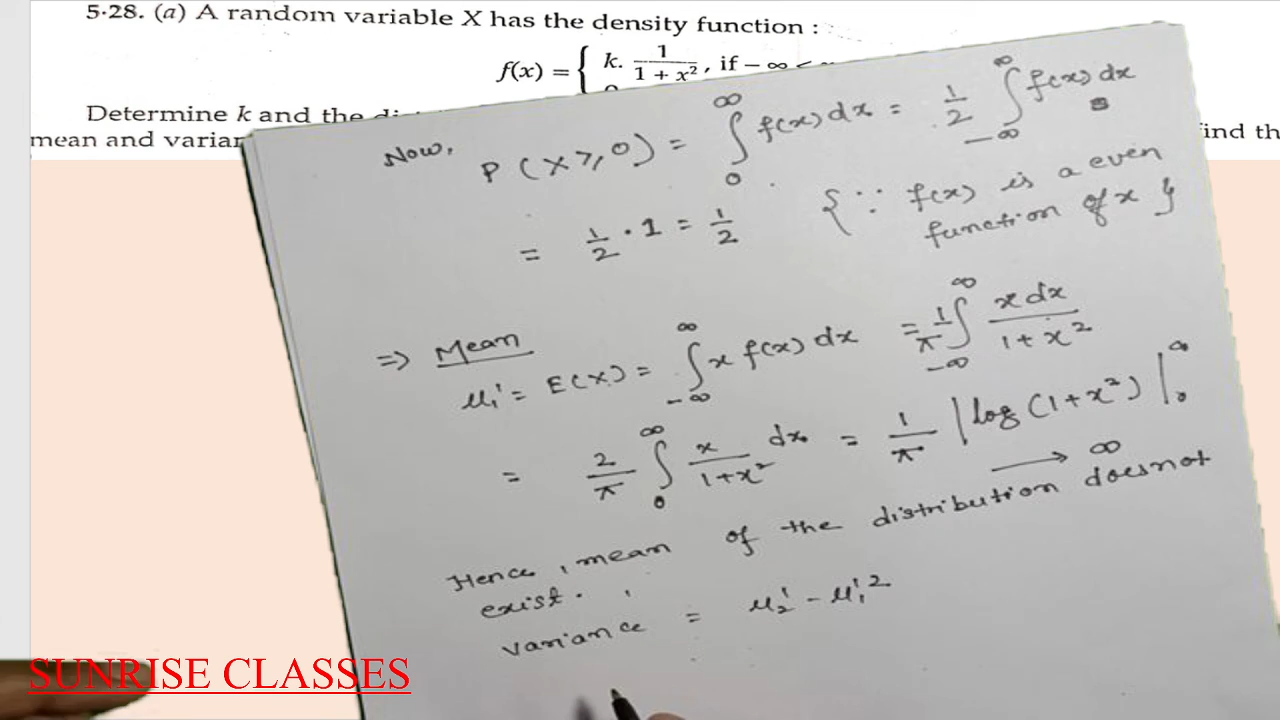 5·28. (a) A random variable X has the density function :
f(x) = { k. 1/(1 + x²), if – ∞ <
Determine k and the
mean and varian
ind th
Now,
P(X ≥, 0) = ∫₀^∞ f(x) dx = 1/2 ∫₋∞^∞ f(x) dx
= 1/2 · 1 = 1/2 {∵ f(x) is a even
function of x }
=> Mean
μ₁' = E(X) = ∫₋∞^∞ x f(x) dx = 1/π ∫₋∞^∞ x dx/(1 + x²)
= 2/π ∫₀^∞ x/(1+x²) dx = 1/π |log (1+x²)|₀^∞
⟶ ∞
Hence, mean of the distribution does not
exist.
variance = μ₂' – μ₁'²
SUNRISE CLASSES